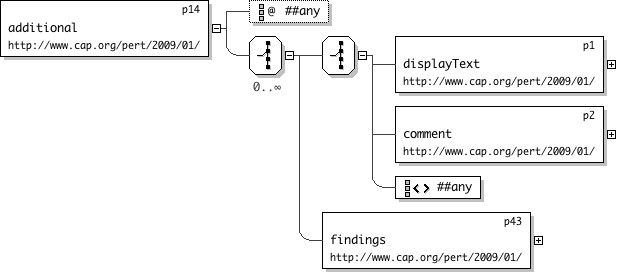 p14
additional
http://www.cap.org/pert/2009/01/
@ ##any
0..∞
p1
displayText
http://www.cap.org/pert/2009/01/
p2
comment
http://www.cap.org/pert/2009/01/
<> ##any
p43
findings
http://www.cap.org/pert/2009/01/